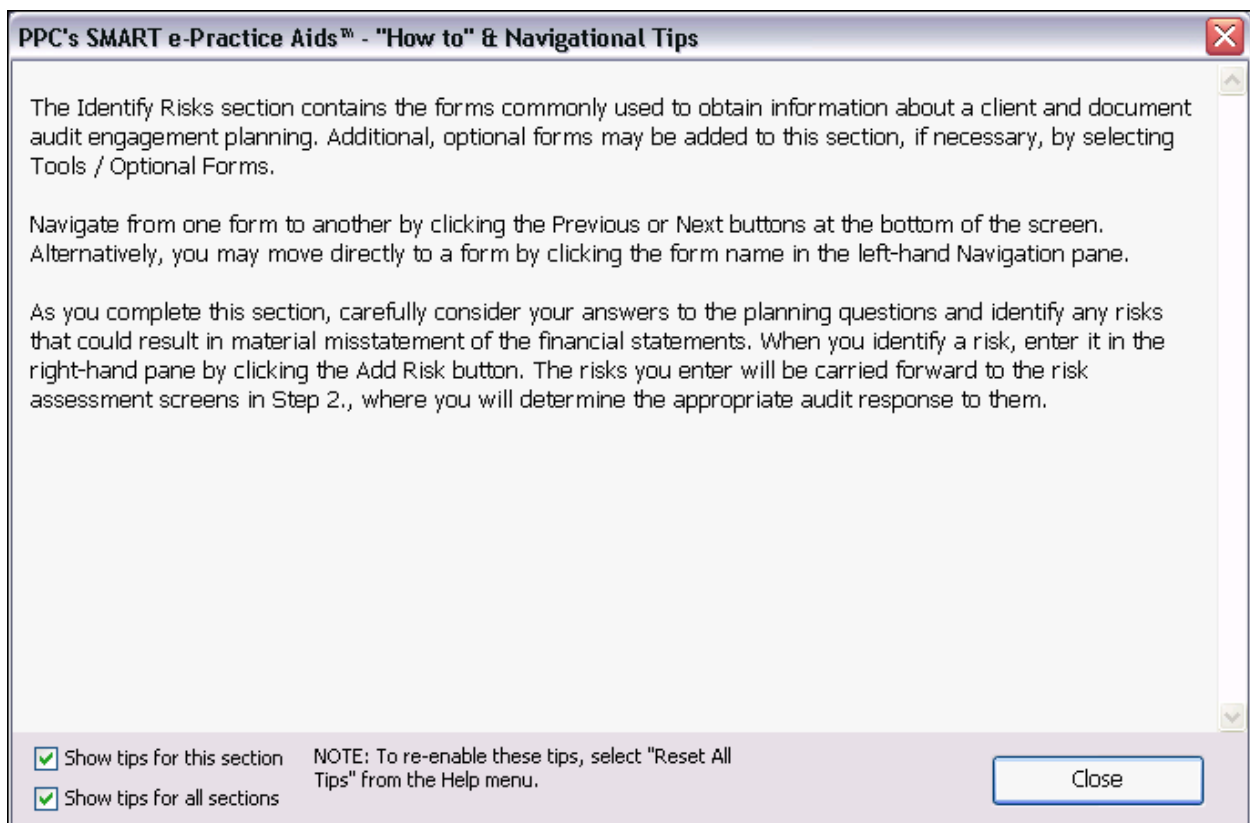 PPC's SMART e-Practice Aids™ - "How to" & Navigational Tips
The Identify Risks section contains the forms commonly used to obtain information about a client and document
audit engagement planning. Additional, optional forms may be added to this section, if necessary, by selecting
Tools / Optional Forms.
Navigate from one form to another by clicking the Previous or Next buttons at the bottom of the screen.
Alternatively, you may move directly to a form by clicking the form name in the left-hand Navigation pane.
As you complete this section, carefully consider your answers to the planning questions and identify any risks
that could result in material misstatement of the financial statements. When you identify a risk, enter it in the
right-hand pane by clicking the Add Risk button. The risks you enter will be carried forward to the risk
assessment screens in Step 2., where you will determine the appropriate audit response to them.
Show tips for this section
Show tips for all sections
NOTE: To re-enable these tips, select "Reset All
Tips" from the Help menu.
Close